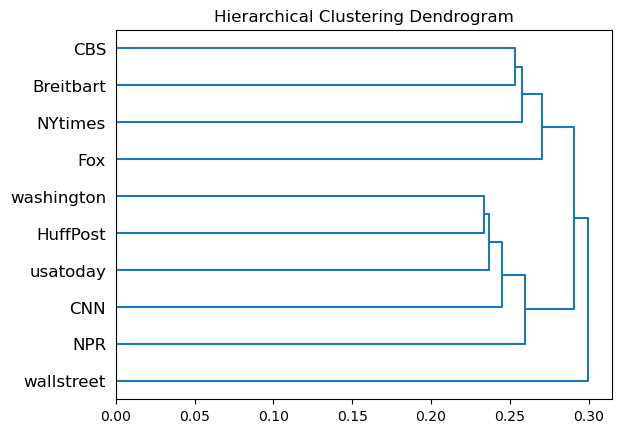 Hierarchical Clustering Dendrogram
CBS
Breitbart
NYtimes
Fox
washington
HuffPost
usatoday
CNN
NPR
wallstreet
0.00 0.05 0.10 0.15 0.20 0.25 0.30